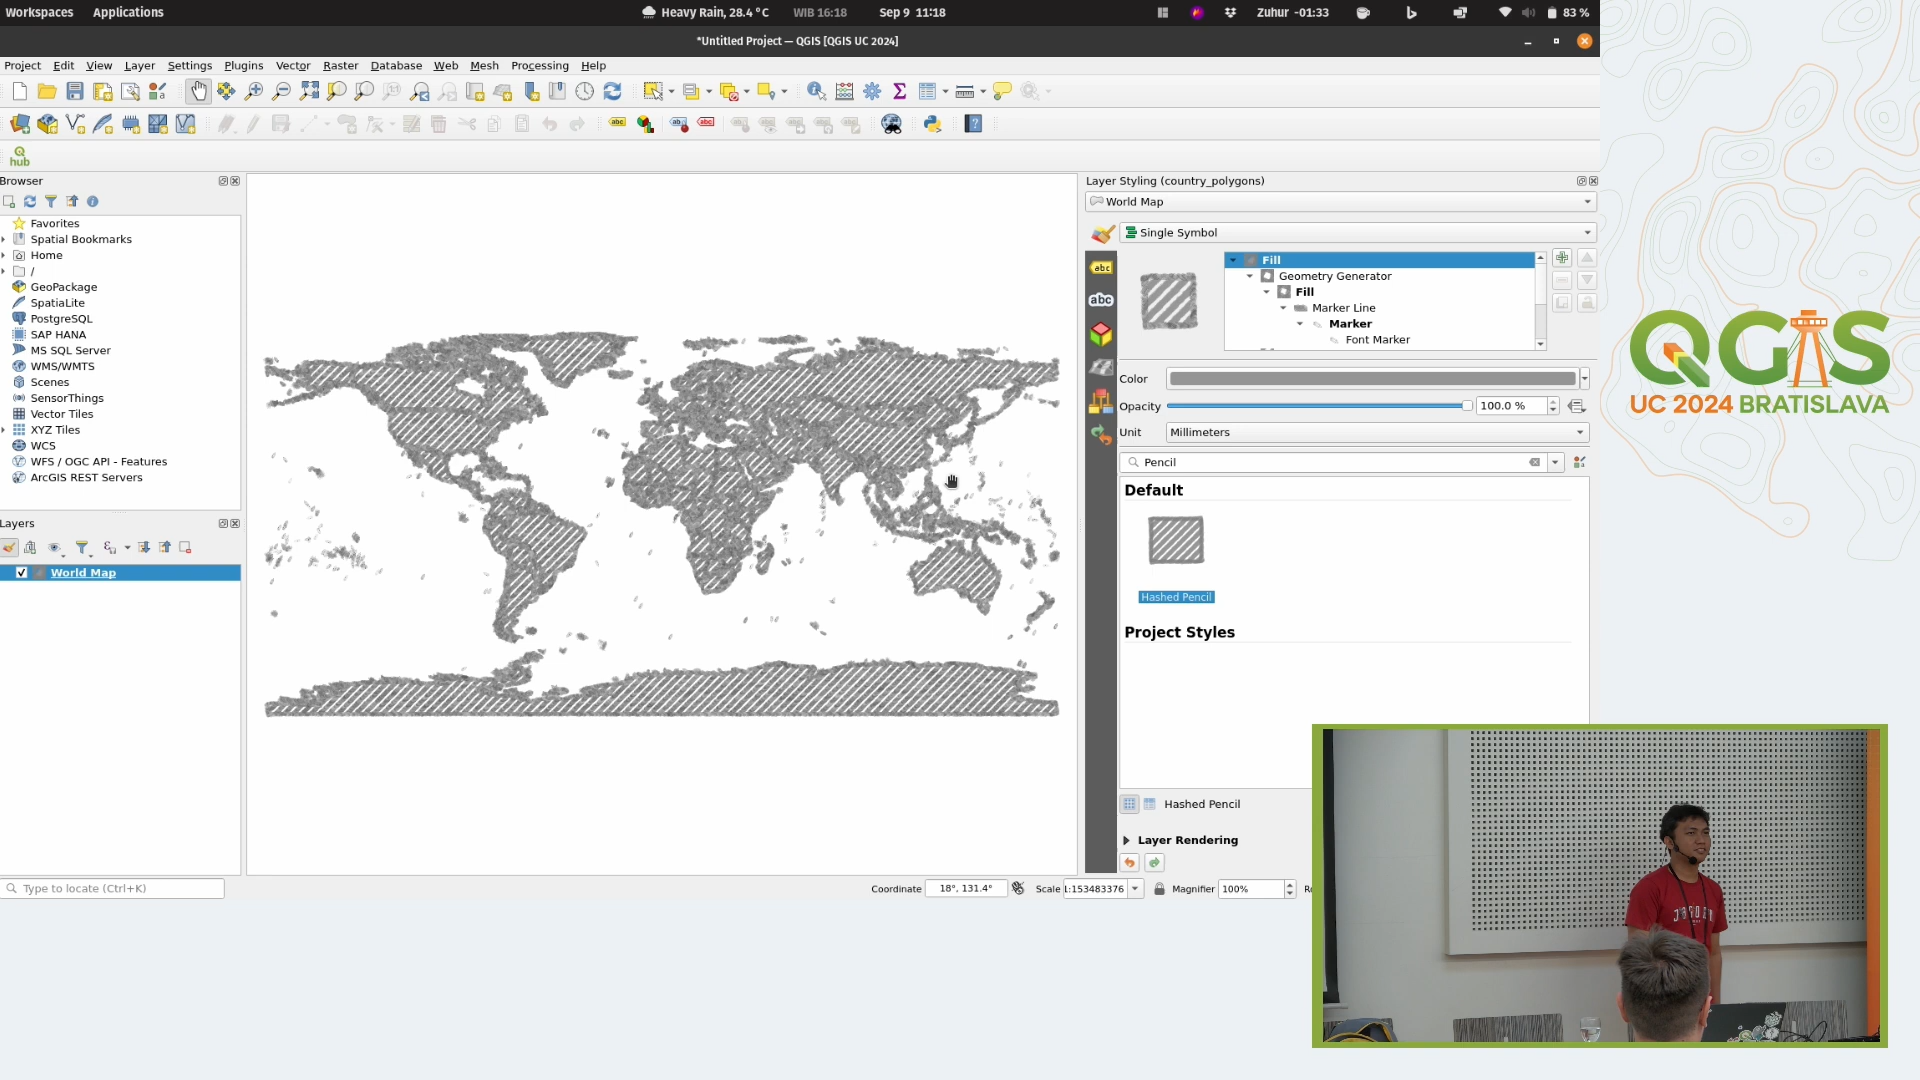 Workspaces Applications Heavy Rain, 28.4 °C WIB 16:18 Sep 9 11:18 Zuhur -01:33 83 %
*Untitled Project — QGIS [QGIS UC 2024]
Project Edit View Layer Settings Plugins Vector Raster Database Web Mesh Processing Help
hub
Browser
Favorites
Spatial Bookmarks
Home
/
GeoPackage
SpatiaLite
PostgreSQL
SAP HANA
MS SQL Server
WMS/WMTS
Scenes
SensorThings
Vector Tiles
XYZ Tiles
WCS
WFS / OGC API - Features
ArcGIS REST Servers
Layers
World Map
Type to locate (Ctrl+K)
Coordinate 18°, 131.4° Scale 1:153483376 Magnifier 100%
Layer Styling (country_polygons)
World Map
Single Symbol
abc
abc
Fill
Geometry Generator
Fill
Marker Line
Marker
Font Marker
Color
Opacity 100.0 %
Unit Millimeters
Pencil
Default
Hashed Pencil
Project Styles
Hashed Pencil
Layer Rendering
QGIS
UC 2024 BRATISLAVA